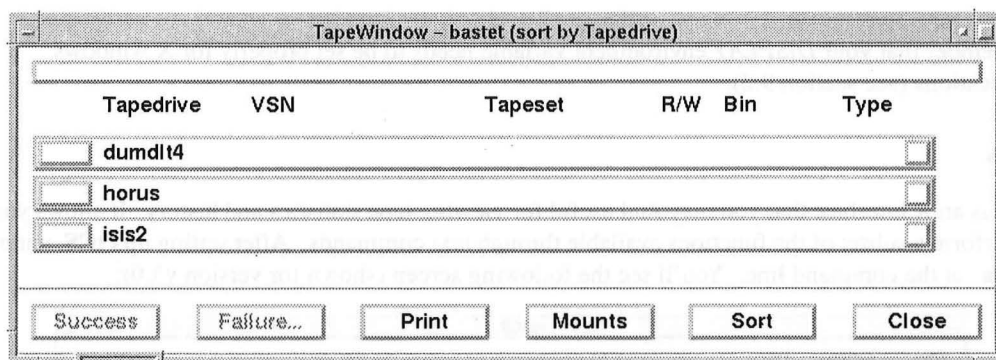 TapeWindow – bastet (sort by Tapedrive)
Tapedrive VSN Tapeset R/W Bin Type
dumdlt4
horus
isis2
Success Failure... Print Mounts Sort Close